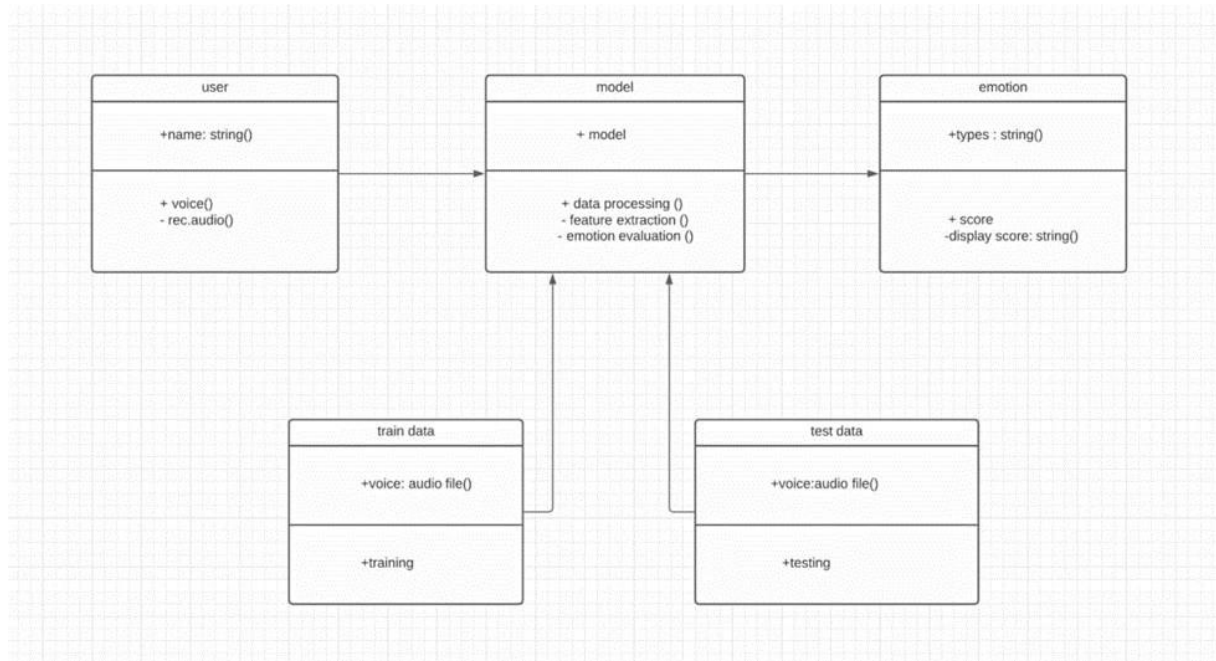 user
+name: string()
+ voice()
- rec.audio()
model
+ model
+ data processing ()
- feature extraction ()
- emotion evaluation ()
emotion
+types : string()
+ score
-display score: string()
train data
+voice: audio file()
+training
test data
+voice:audio file()
+testing